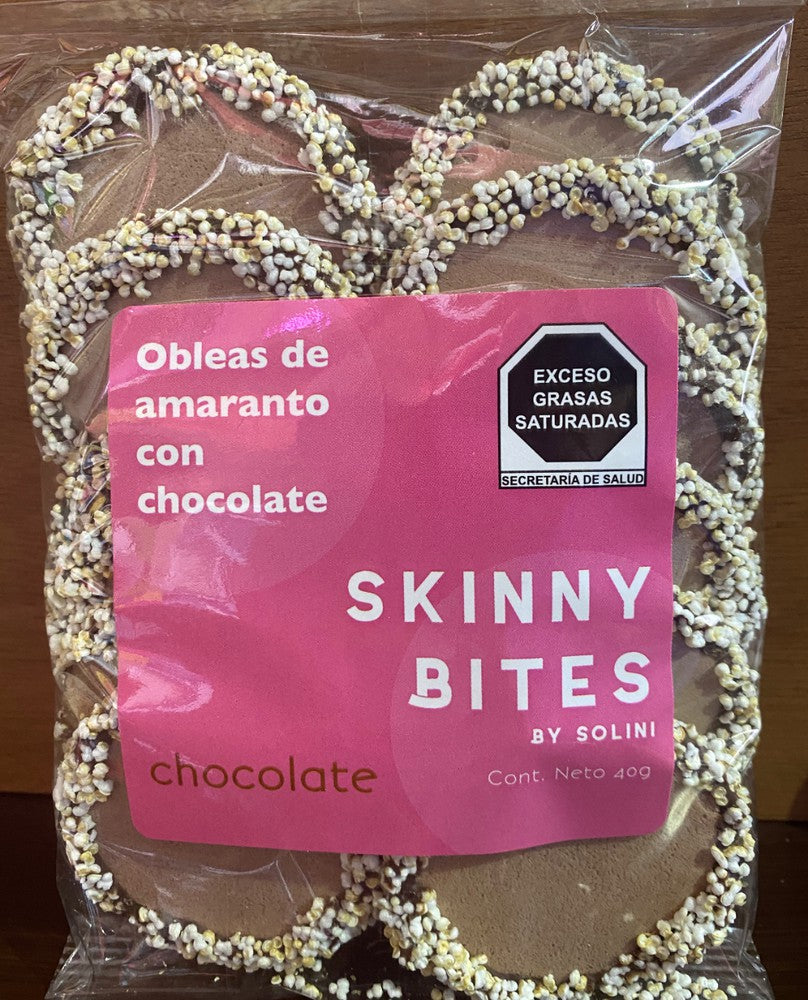 Obleas de
amaranto
con
chocolate
EXCESO
GRASAS
SATURADAS
SECRETARÍA DE SALUD
SKINNY
BITES
BY SOLINI
chocolate
Cont. Neto 40g